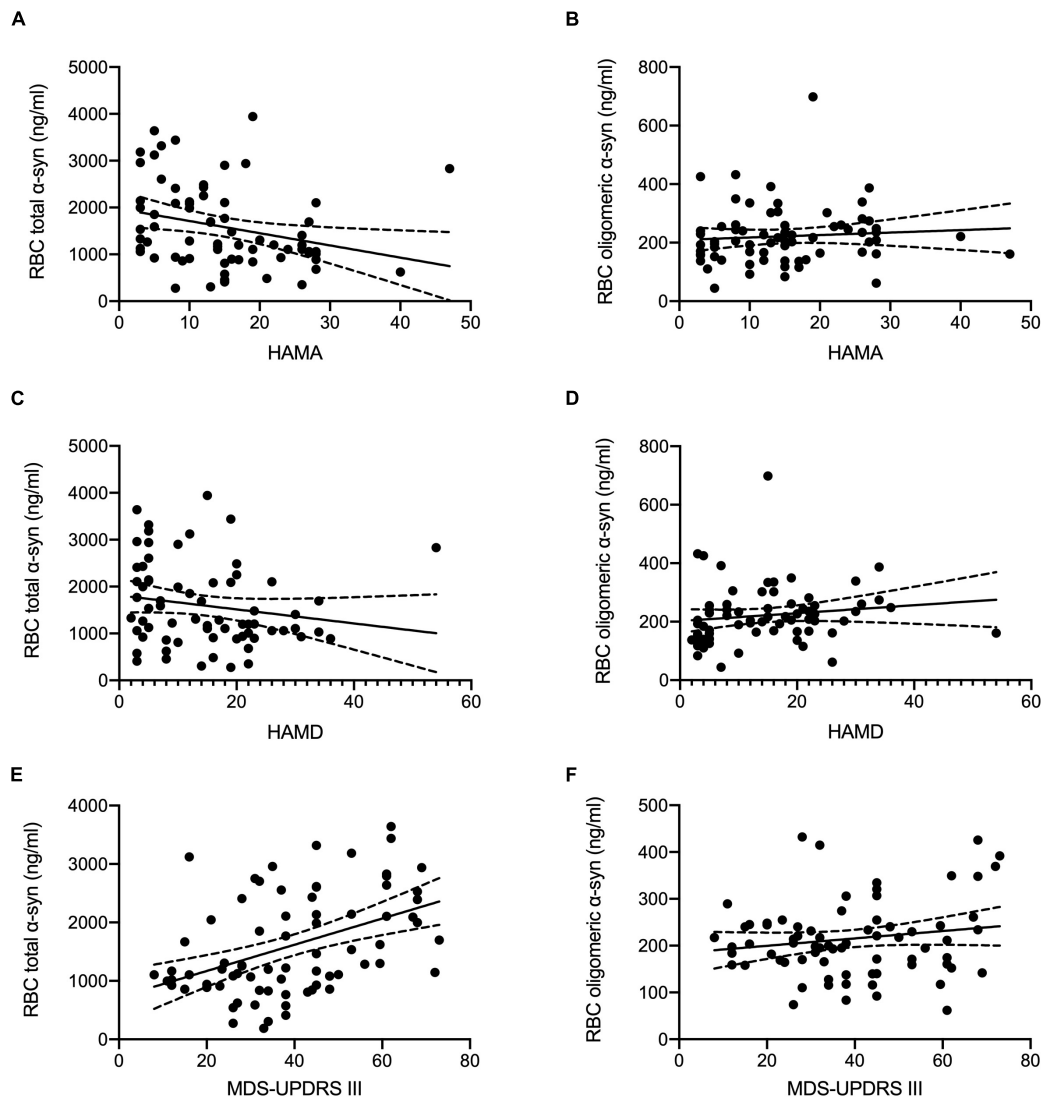 A
B
RBC total α-syn (ng/ml)
5000
4000
3000
2000
1000
0
0 10 20 30 40 50
HAMA
RBC oligomeric α-syn (ng/ml)
800
600
400
200
0
0 10 20 30 40 50
HAMA
C
D
RBC total α-syn (ng/ml)
5000
4000
3000
2000
1000
0
0 20 40 60
HAMD
RBC oligomeric α-syn (ng/ml)
800
600
400
200
0
0 20 40 60
HAMD
E
F
RBC total α-syn (ng/ml)
4000
3000
2000
1000
0
0 20 40 60 80
MDS-UPDRS III
RBC oligomeric α-syn (ng/ml)
500
400
300
200
100
0
0 20 40 60 80
MDS-UPDRS III